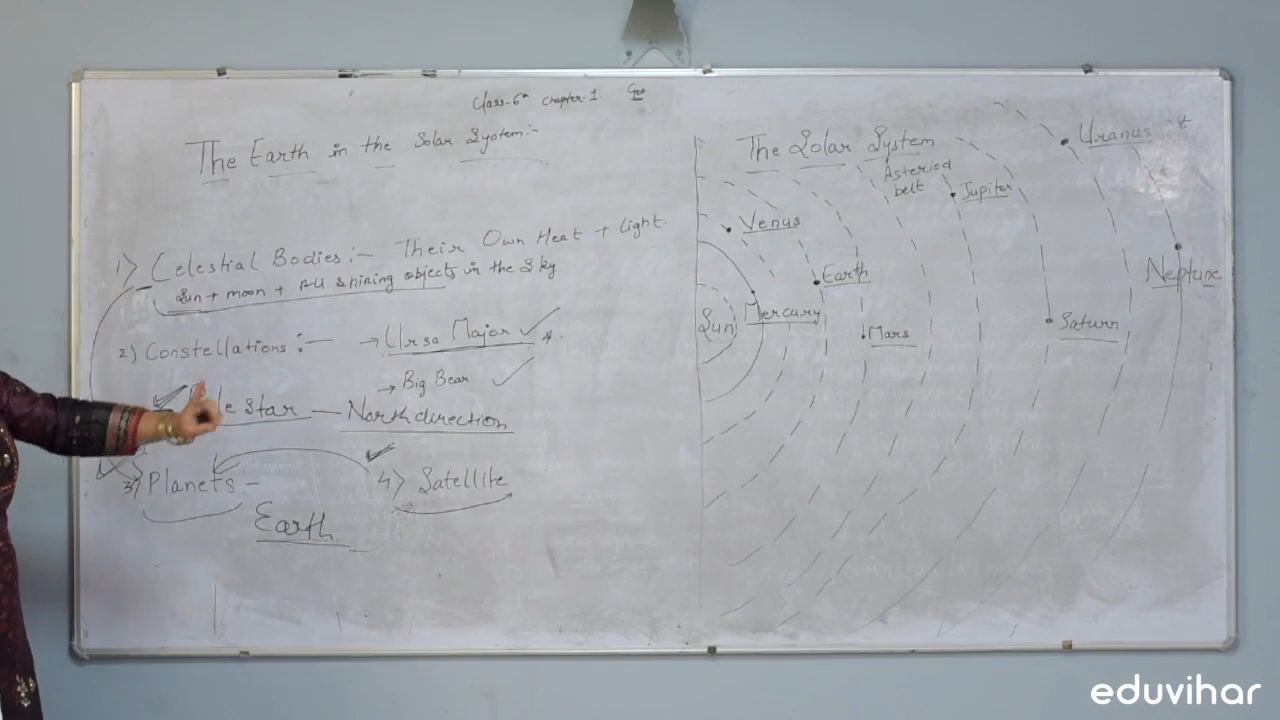 Class-6th Chapter-1 Geo
The Earth in the Solar System:-
1) Celestial Bodies:- Their Own Heat + light
Sun + moon + All shining objects in the Sky
2) Constellations:- → Ursa Major
→ Big Bear
Star — North direction
3) Planets:-
4) Satellite
Earth
The Solar System
Uranus
Asteriod
belt
Jupiter
Venus
Earth
Neptune
Mercury
Sun
Mars
Saturn
eduvihar